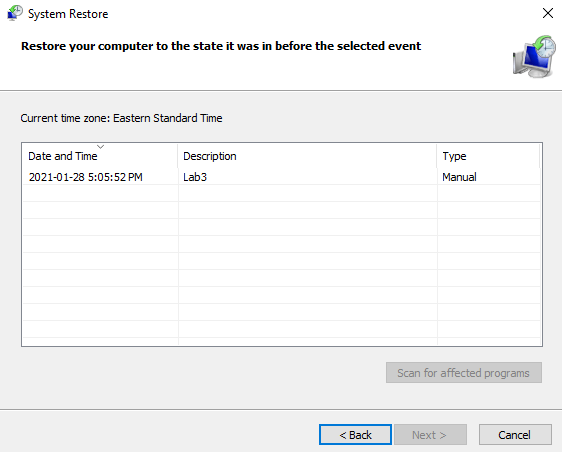 System Restore
Restore your computer to the state it was in before the selected event
Current time zone: Eastern Standard Time
Date and Time Description Type
2021-01-28 5:05:52 PM Lab3 Manual
Scan for affected programs
< Back Next > Cancel